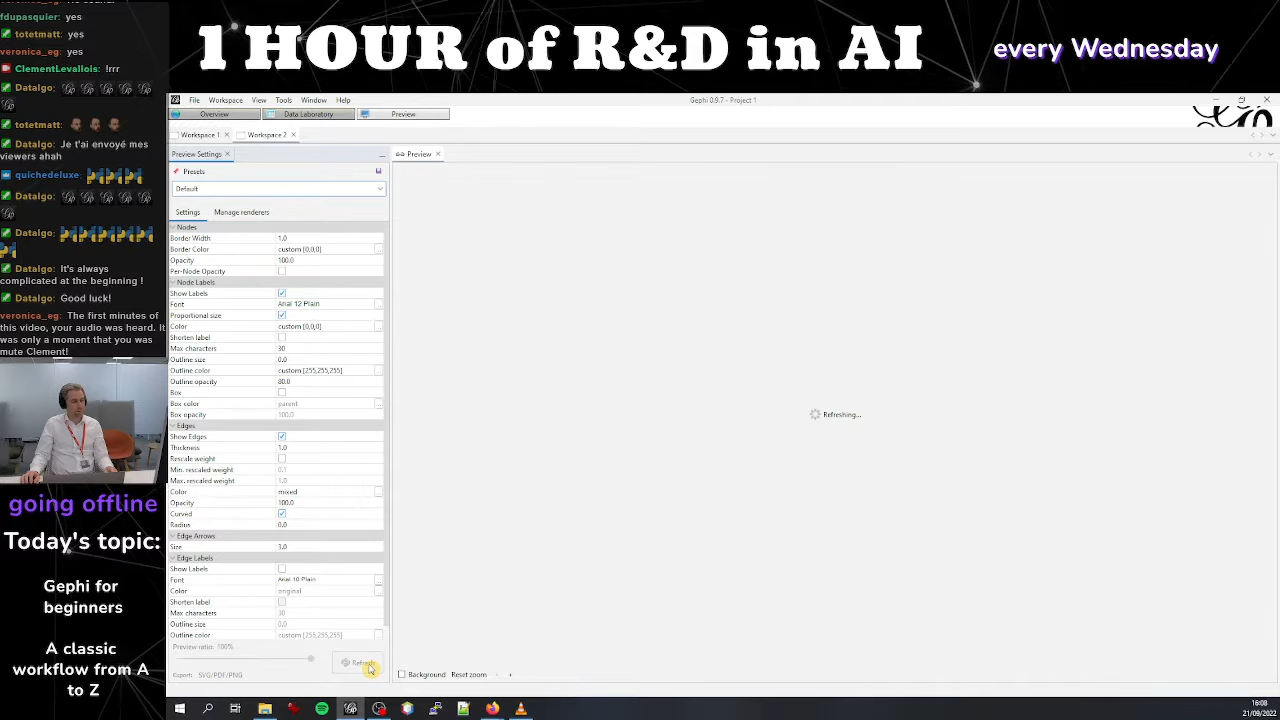 1 HOUR of R&D in AI
every Wednesday
fdupasquier: yes
totetmatt: yes
veronica_eg: yes
ClementLevallois: !rrr
Datalgo:
totetmatt:
Datalgo:
Je t'ai envoyé mes
viewers ahah
quichedeluxe:
Datalgo:
Datalgo:
Datalgo: It's always
complicated at the beginning !
Datalgo: Good luck!
veronica_eg: The first minutes of
this video, your audio was heard. It
was only a moment that you was
mute Clement!
going offline
Today's topic:
Gephi for
beginners
A classic
workflow from A
to Z
File Workspace View Tools Window Help
Gephi 0.9.7 - Project 1
Overview Data Laboratory Preview
Workspace 1 Workspace 2
Preview Settings
Presets
Default
Settings Manage renderers
Nodes
Border Width 1.0
Border Color custom [0,0,0] ...
Opacity 100.0
Per-Node Opacity
Node Labels
Show Labels
Font Arial 12 Plain ...
Proportional size
Color custom [0,0,0] ...
Shorten label
Max characters 30
Outline size 0.0
Outline color custom [255,255,255] ...
Outline opacity 80.0
Box
Box color parent ...
Box opacity 100.0
Edges
Show Edges
Thickness 1.0
Rescale weight
Min. rescaled weight 0.1
Max. rescaled weight 1.0
Color mixed ...
Opacity 100.0
Curved
Radius 0.0
Edge Arrows
Size 3.0
Edge Labels
Show Labels
Font Arial 10 Plain ...
Color original ...
Shorten label
Max characters 30
Outline size 0.0
Outline color custom [255,255,255] ...
Preview ratio: 100%
Refresh
Export: SVG/PDF/PNG
Preview
Refreshing...
Background Reset zoom - +
16:08
21/09/2022